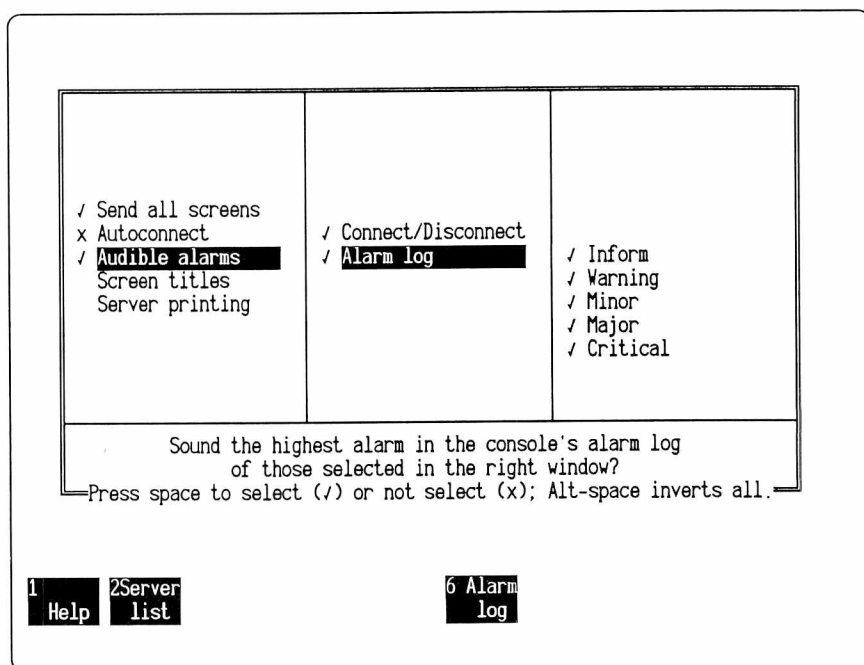 √ Send all screens
x Autoconnect
√ Audible alarms
Screen titles
Server printing
√ Connect/Disconnect
√ Alarm log
√ Inform
√ Warning
√ Minor
√ Major
√ Critical
Sound the highest alarm in the console's alarm log
of those selected in the right window?
Press space to select (√) or not select (x); Alt-space inverts all.
1
Help
2Server
list
6 Alarm
log